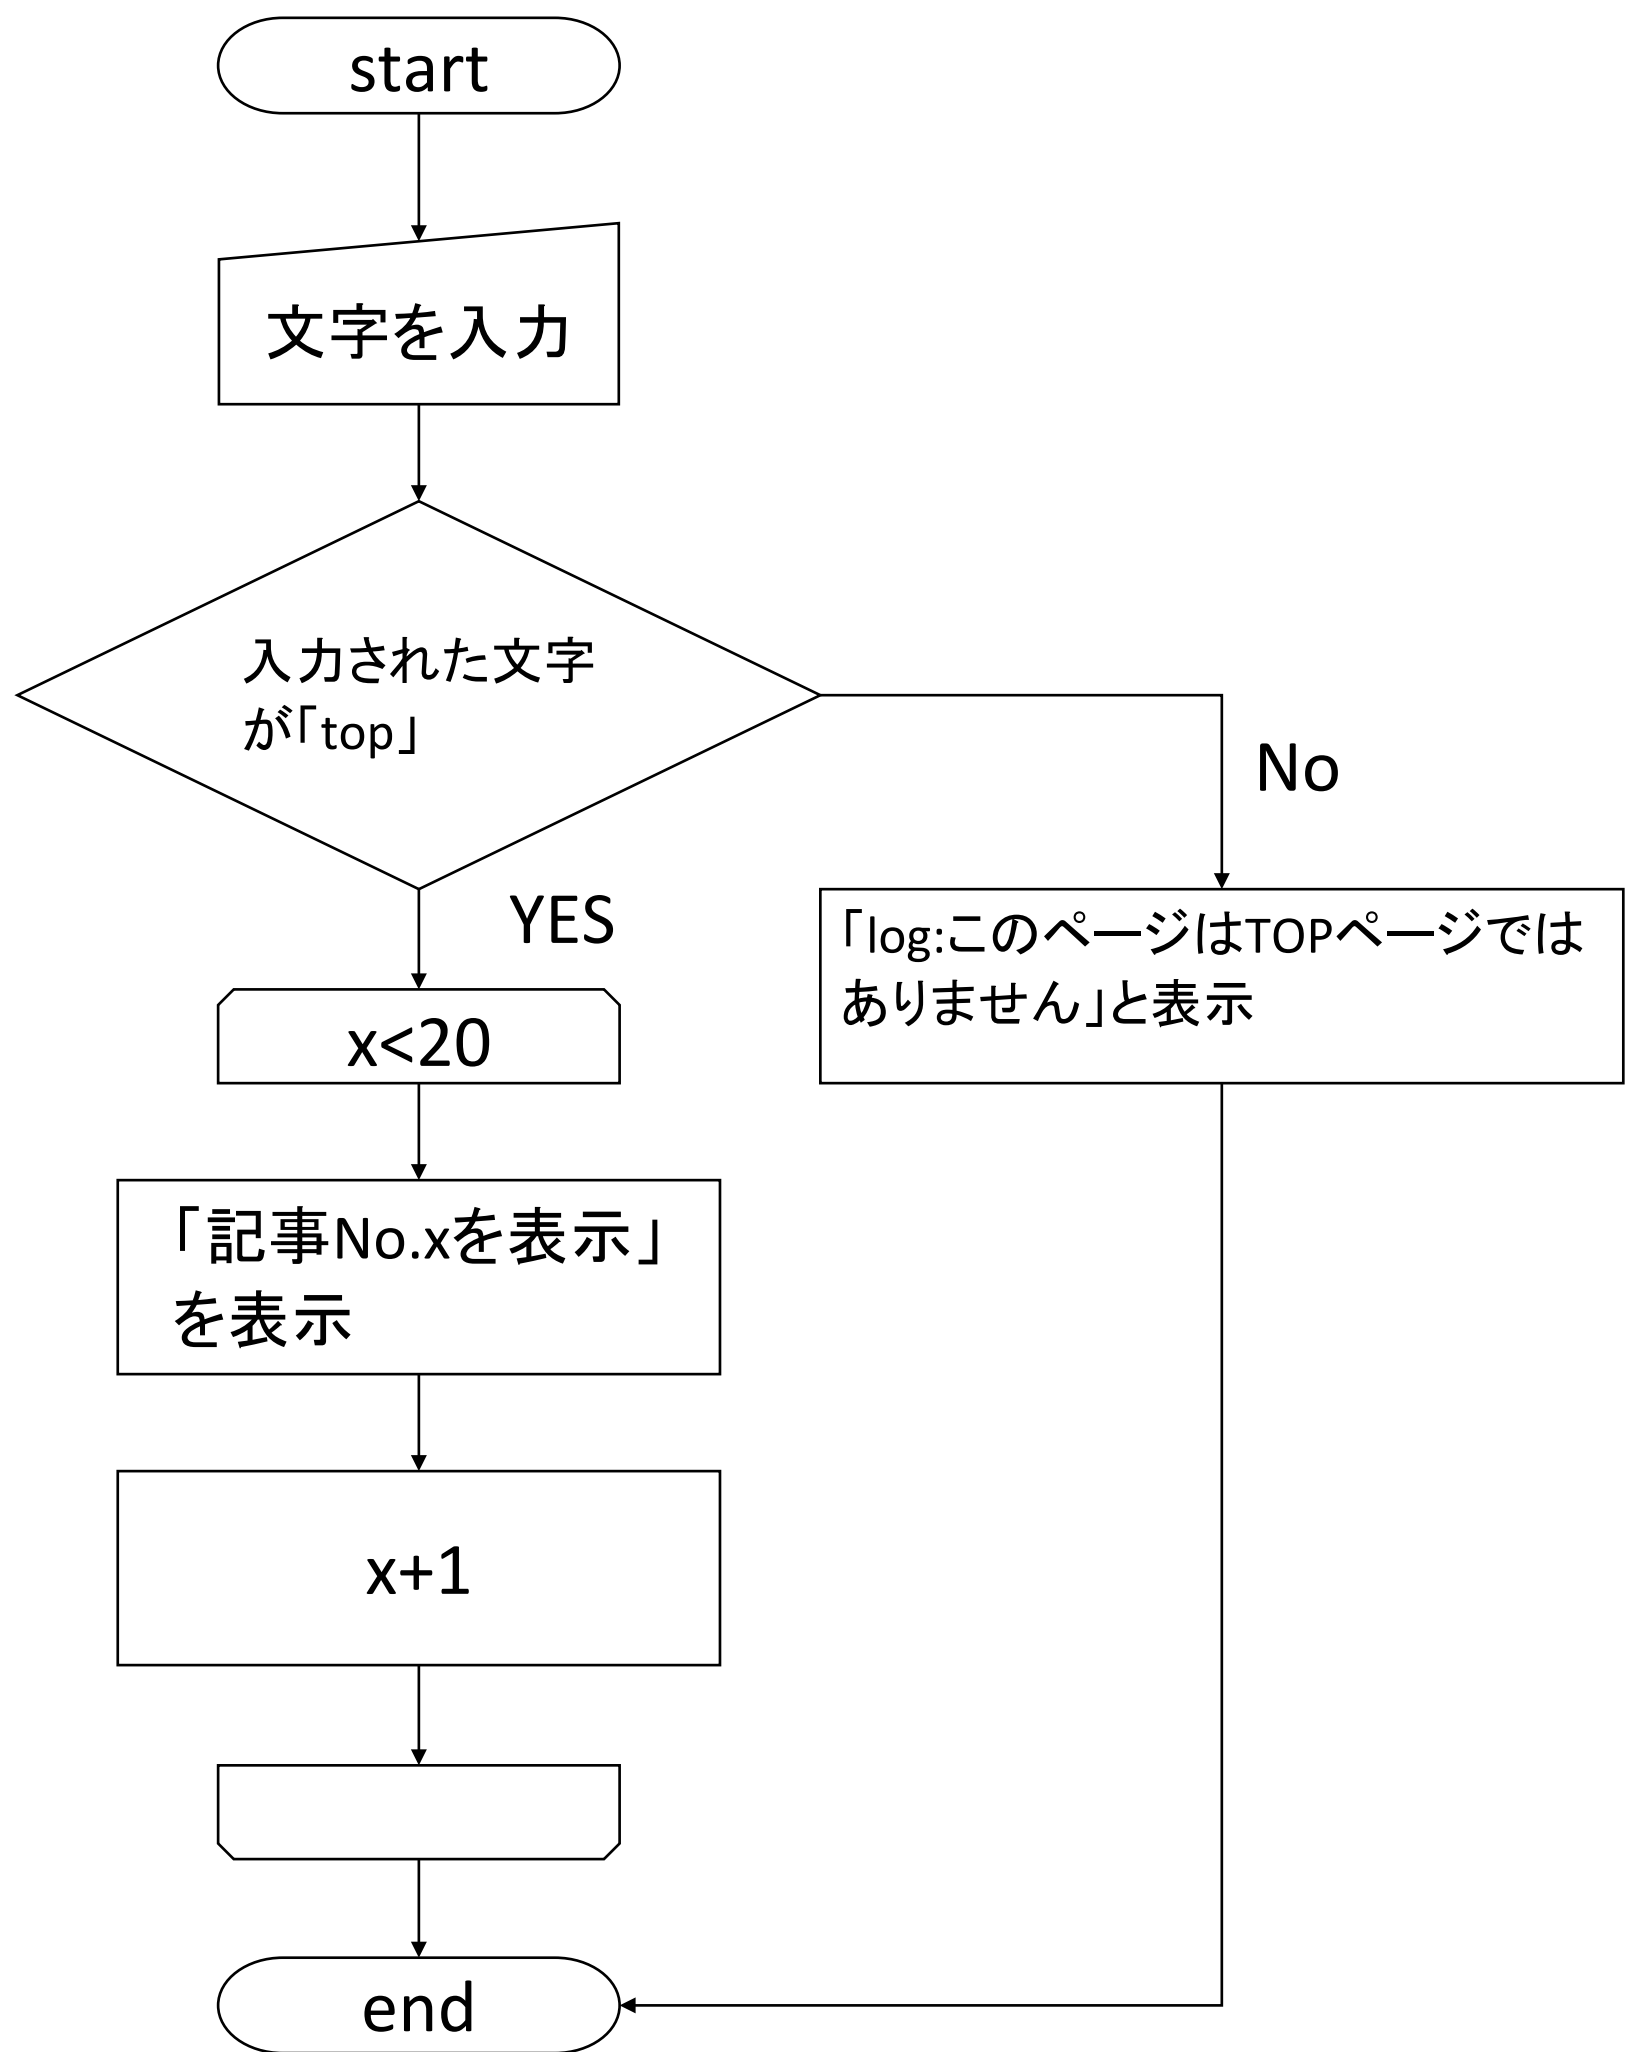 start
文字を入力
入力された文字
が「top」
No
YES
「log:このページはTOPページでは
ありません」と表示
x<20
「記事No.xを表示」
を表示
x+1
end